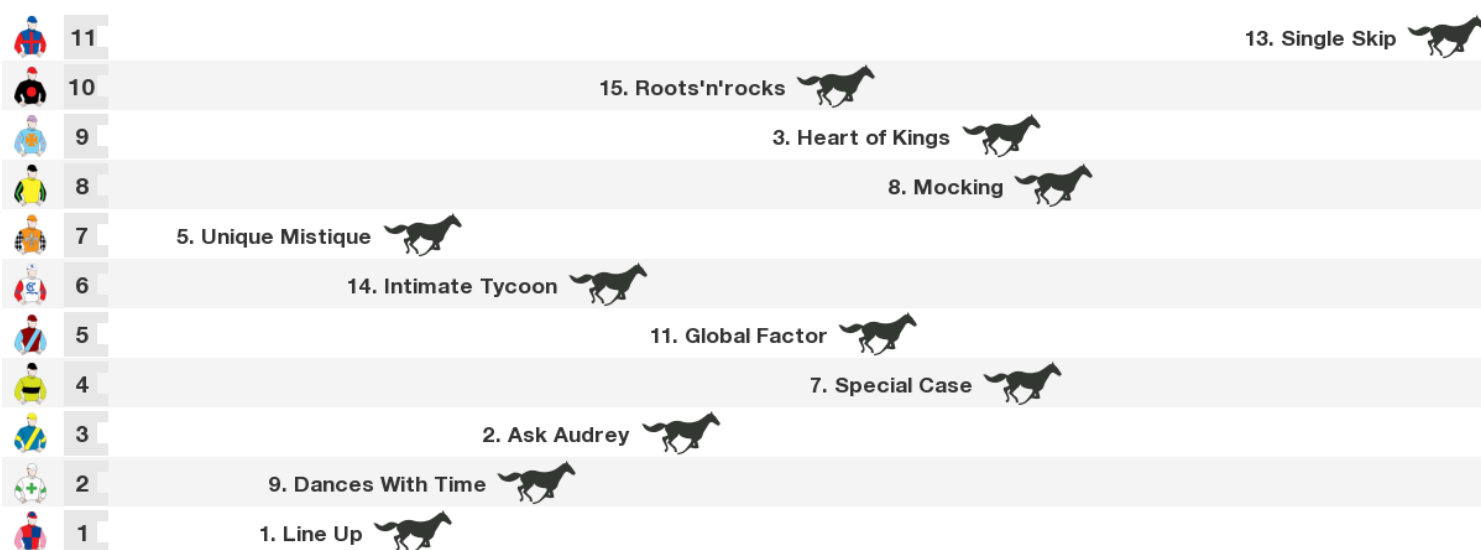 11 13. Single Skip
10 15. Roots'n'rocks
9 3. Heart of Kings
8 8. Mocking
7 5. Unique Mistique
6 14. Intimate Tycoon
5 11. Global Factor
4 7. Special Case
3 2. Ask Audrey
2 9. Dances With Time
1 1. Line Up